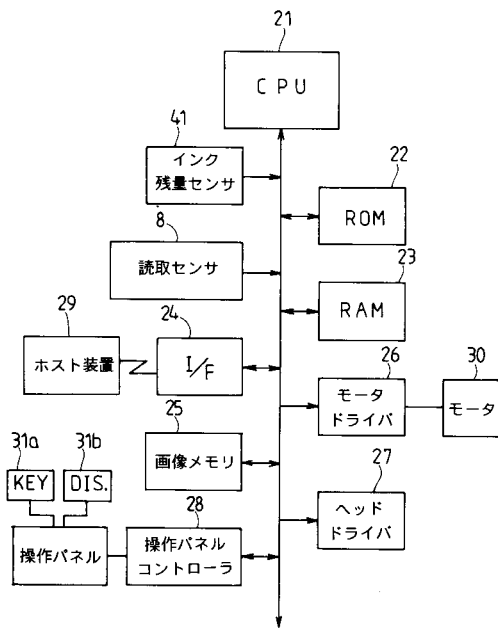 21
CPU
41
インク
残量センサ
22
ROM
8
読取センサ
23
RAM
29
ホスト装置
24
I/F
26
モータ
ドライバ
30
モータ
25
画像メモリ
31a
31b
KEY
DIS.
27
ヘッド
ドライバ
操作パネル
28
操作パネル
コントローラ